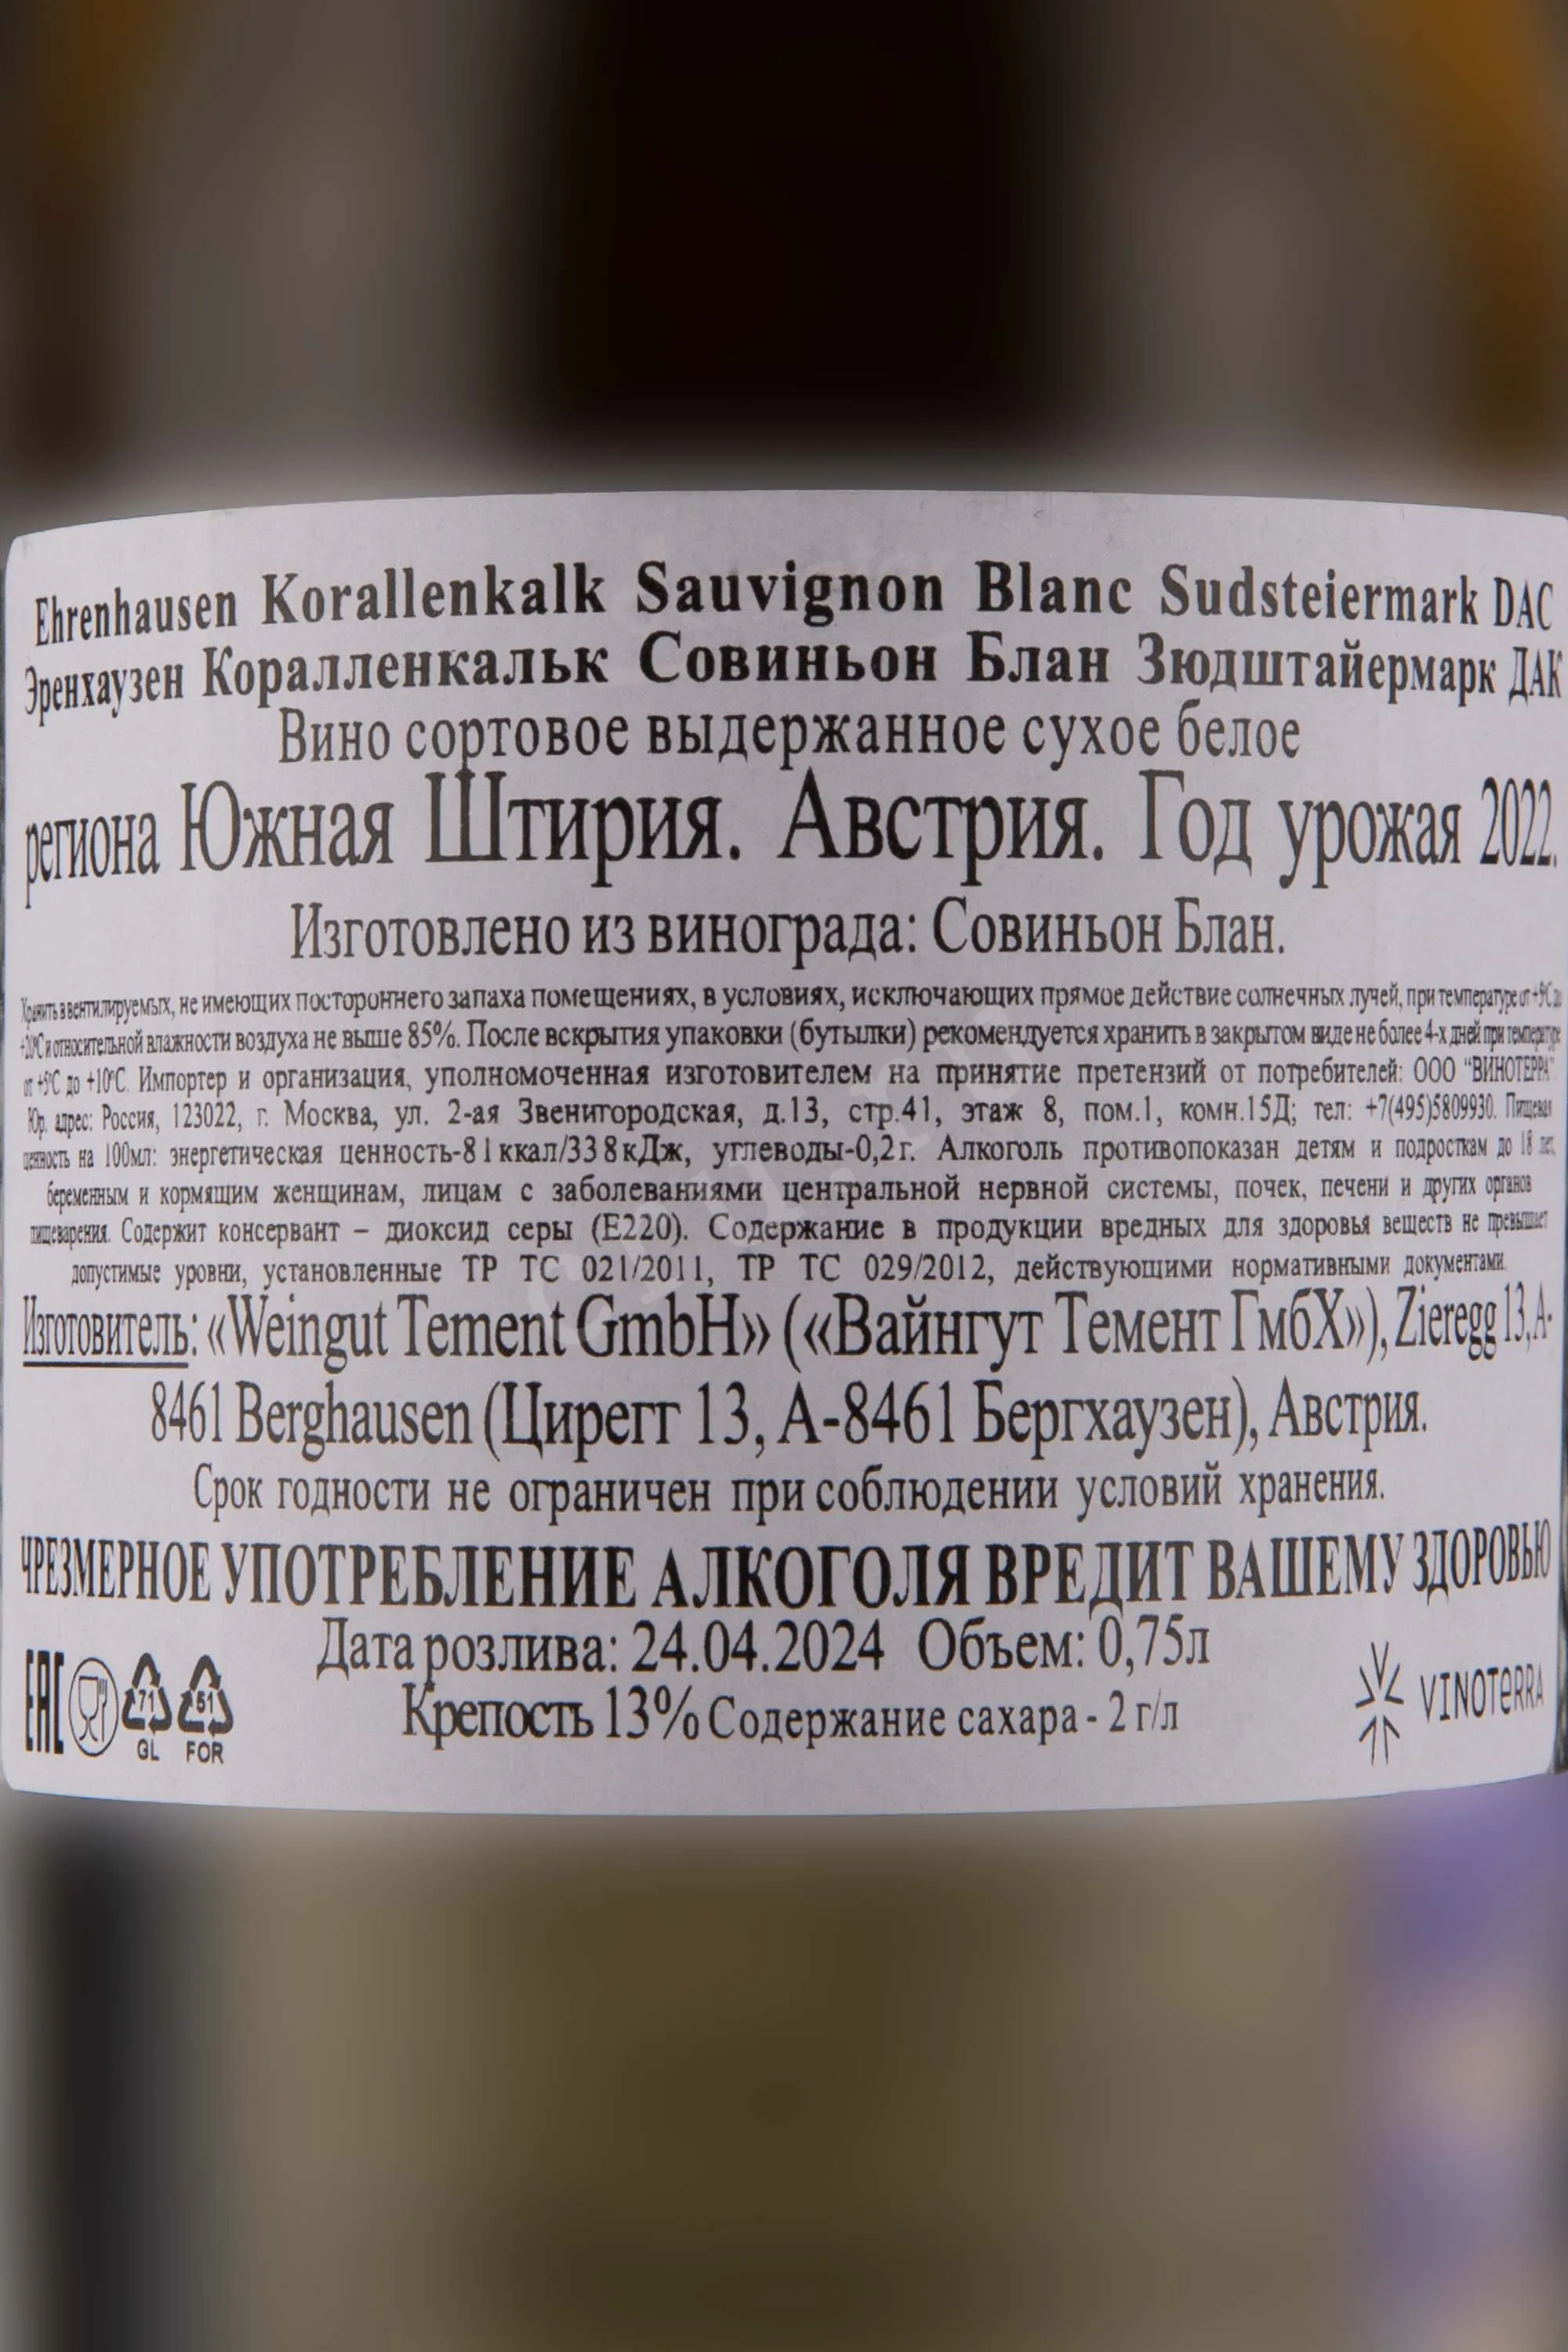 Ehrenhausen Korallenkalk Sauvignon Blanc Sudsteiermark DAC
Эренхаузен Коралленкальк Совиньон Блан Зюдштайермарк ДАК
Вино сортовое выдержанное сухое белое
региона Южная Штирия. Австрия. Год урожая 2022.
Изготовлено из винограда: Совиньон Блан.
Хранить в вентилируемых, не имеющих постороннего запаха помещениях, в условиях, исключающих прямое действие солнечных лучей, при температуре от +5°C до
+20°C и относительной влажности воздуха не выше 85%. После вскрытия упаковки (бутылки) рекомендуется хранить в закрытом виде не более 4-х дней при температуре
от +5°C до +10°C. Импортер и организация, уполномоченная изготовителем на принятие претензий от потребителей: ООО "ВИНОТЕРРА"
Юр. адрес: Россия, 123022, г. Москва, ул. 2-ая Звенигородская, д.13, стр.41, этаж 8, пом.1, комн.15Д; тел: +7(495)5809930. Пищевая
ценность на 100мл: энергетическая ценность-81ккал/338кДж, углеводы-0,2г. Алкоголь противопоказан детям и подросткам до 18 лет,
беременным и кормящим женщинам, лицам с заболеваниями центральной нервной системы, почек, печени и других органов
пищеварения. Содержит консервант – диоксид серы (Е220). Содержание в продукции вредных для здоровья веществ не превышает
допустимые уровни, установленные ТР ТС 021/2011, ТР ТС 029/2012, действующими нормативными документами.
Изготовитель: «Weingut Tement GmbH» («Вайнгут Темент ГмбХ»), Zieregg 13, A-
8461 Berghausen (Цирегг 13, А-8461 Бергхаузен), Австрия.
Срок годности не ограничен при соблюдении условий хранения.
ЧРЕЗМЕРНОЕ УПОТРЕБЛЕНИЕ АЛКОГОЛЯ ВРЕДИТ ВАШЕМУ ЗДОРОВЬЮ
Дата розлива: 24.04.2024 Объем: 0,75л
Крепость 13% Содержание сахара - 2 г/л
EAC 71 GL 51 FOR
VINOTERRA